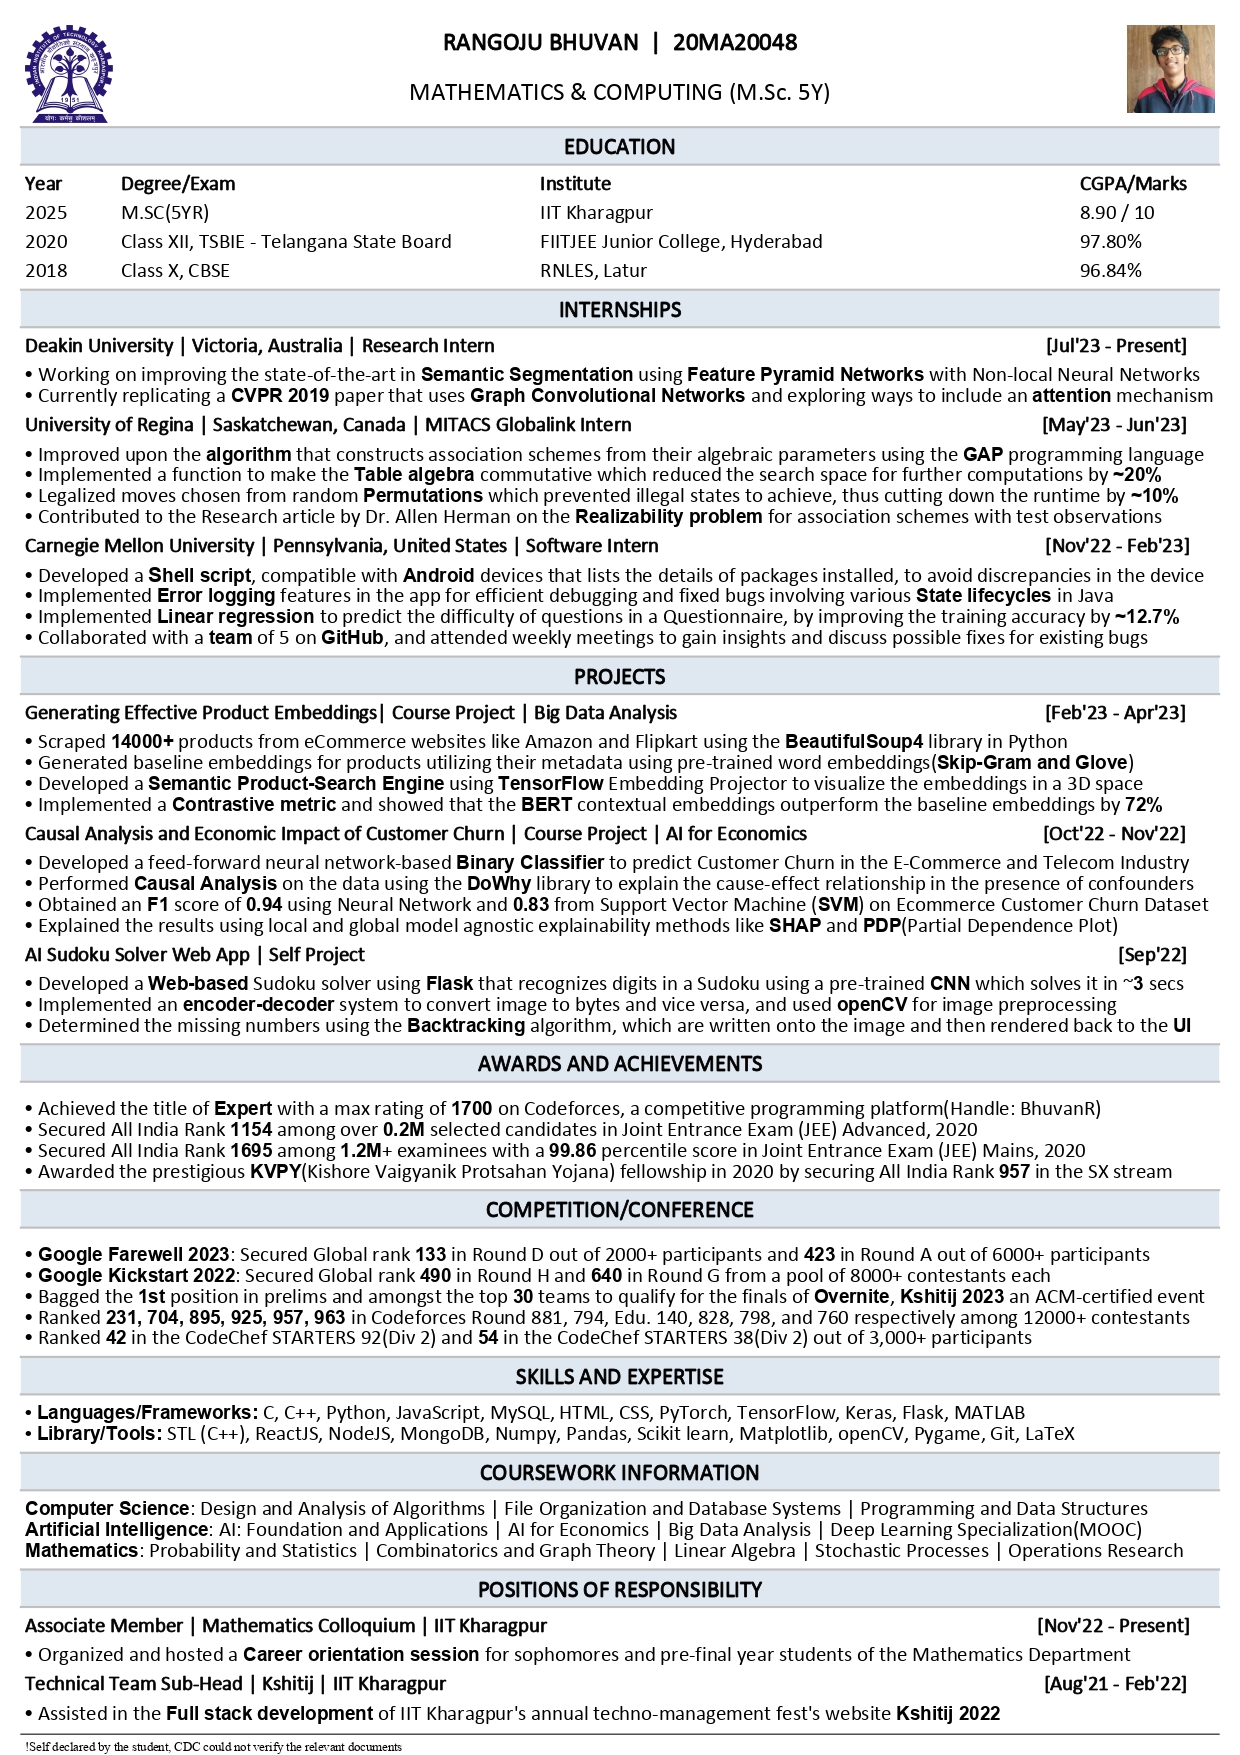 RANGOJU BHUVAN | 20MA20048
MATHEMATICS & COMPUTING (M.Sc. 5Y)
INDIAN INSTITUTE OF TECHNOLOGY KHARAGPUR
1951
योगः कर्मसु कौशलम्
EDUCATION
Year Degree/Exam Institute CGPA/Marks
2025 M.SC(5YR) IIT Kharagpur 8.90 / 10
2020 Class XII, TSBIE - Telangana State Board FIITJEE Junior College, Hyderabad 97.80%
2018 Class X, CBSE RNLES, Latur 96.84%
INTERNSHIPS
Deakin University | Victoria, Australia | Research Intern [Jul'23 - Present]
• Working on improving the state-of-the-art in Semantic Segmentation using Feature Pyramid Networks with Non-local Neural Networks
• Currently replicating a CVPR 2019 paper that uses Graph Convolutional Networks and exploring ways to include an attention mechanism
University of Regina | Saskatchewan, Canada | MITACS Globalink Intern [May'23 - Jun'23]
• Improved upon the algorithm that constructs association schemes from their algebraic parameters using the GAP programming language
• Implemented a function to make the Table algebra commutative which reduced the search space for further computations by ~20%
• Legalized moves chosen from random Permutations which prevented illegal states to achieve, thus cutting down the runtime by ~10%
• Contributed to the Research article by Dr. Allen Herman on the Realizability problem for association schemes with test observations
Carnegie Mellon University | Pennsylvania, United States | Software Intern [Nov'22 - Feb'23]
• Developed a Shell script, compatible with Android devices that lists the details of packages installed, to avoid discrepancies in the device
• Implemented Error logging features in the app for efficient debugging and fixed bugs involving various State lifecycles in Java
• Implemented Linear regression to predict the difficulty of questions in a Questionnaire, by improving the training accuracy by ~12.7%
• Collaborated with a team of 5 on GitHub, and attended weekly meetings to gain insights and discuss possible fixes for existing bugs
PROJECTS
Generating Effective Product Embeddings| Course Project | Big Data Analysis [Feb'23 - Apr'23]
• Scraped 14000+ products from eCommerce websites like Amazon and Flipkart using the BeautifulSoup4 library in Python
• Generated baseline embeddings for products utilizing their metadata using pre-trained word embeddings(Skip-Gram and Glove)
• Developed a Semantic Product-Search Engine using TensorFlow Embedding Projector to visualize the embeddings in a 3D space
• Implemented a Contrastive metric and showed that the BERT contextual embeddings outperform the baseline embeddings by 72%
Causal Analysis and Economic Impact of Customer Churn | Course Project | AI for Economics [Oct'22 - Nov'22]
• Developed a feed-forward neural network-based Binary Classifier to predict Customer Churn in the E-Commerce and Telecom Industry
• Performed Causal Analysis on the data using the DoWhy library to explain the cause-effect relationship in the presence of confounders
• Obtained an F1 score of 0.94 using Neural Network and 0.83 from Support Vector Machine (SVM) on Ecommerce Customer Churn Dataset
• Explained the results using local and global model agnostic explainability methods like SHAP and PDP(Partial Dependence Plot)
AI Sudoku Solver Web App | Self Project [Sep'22]
• Developed a Web-based Sudoku solver using Flask that recognizes digits in a Sudoku using a pre-trained CNN which solves it in ~3 secs
• Implemented an encoder-decoder system to convert image to bytes and vice versa, and used openCV for image preprocessing
• Determined the missing numbers using the Backtracking algorithm, which are written onto the image and then rendered back to the UI
AWARDS AND ACHIEVEMENTS
• Achieved the title of Expert with a max rating of 1700 on Codeforces, a competitive programming platform(Handle: BhuvanR)
• Secured All India Rank 1154 among over 0.2M selected candidates in Joint Entrance Exam (JEE) Advanced, 2020
• Secured All India Rank 1695 among 1.2M+ examinees with a 99.86 percentile score in Joint Entrance Exam (JEE) Mains, 2020
• Awarded the prestigious KVPY(Kishore Vaigyanik Protsahan Yojana) fellowship in 2020 by securing All India Rank 957 in the SX stream
COMPETITION/CONFERENCE
• Google Farewell 2023: Secured Global rank 133 in Round D out of 2000+ participants and 423 in Round A out of 6000+ participants
• Google Kickstart 2022: Secured Global rank 490 in Round H and 640 in Round G from a pool of 8000+ contestants each
• Bagged the 1st position in prelims and amongst the top 30 teams to qualify for the finals of Overnite, Kshitij 2023 an ACM-certified event
• Ranked 231, 704, 895, 925, 957, 963 in Codeforces Round 881, 794, Edu. 140, 828, 798, and 760 respectively among 12000+ contestants
• Ranked 42 in the CodeChef STARTERS 92(Div 2) and 54 in the CodeChef STARTERS 38(Div 2) out of 3,000+ participants
SKILLS AND EXPERTISE
• Languages/Frameworks: C, C++, Python, JavaScript, MySQL, HTML, CSS, PyTorch, TensorFlow, Keras, Flask, MATLAB
• Library/Tools: STL (C++), ReactJS, NodeJS, MongoDB, Numpy, Pandas, Scikit learn, Matplotlib, openCV, Pygame, Git, LaTeX
COURSEWORK INFORMATION
Computer Science: Design and Analysis of Algorithms | File Organization and Database Systems | Programming and Data Structures
Artificial Intelligence: AI: Foundation and Applications | AI for Economics | Big Data Analysis | Deep Learning Specialization(MOOC)
Mathematics: Probability and Statistics | Combinatorics and Graph Theory | Linear Algebra | Stochastic Processes | Operations Research
POSITIONS OF RESPONSIBILITY
Associate Member | Mathematics Colloquium | IIT Kharagpur [Nov'22 - Present]
• Organized and hosted a Career orientation session for sophomores and pre-final year students of the Mathematics Department
Technical Team Sub-Head | Kshitij | IIT Kharagpur [Aug'21 - Feb'22]
• Assisted in the Full stack development of IIT Kharagpur's annual techno-management fest's website Kshitij 2022
!Self declared by the student, CDC could not verify the relevant documents